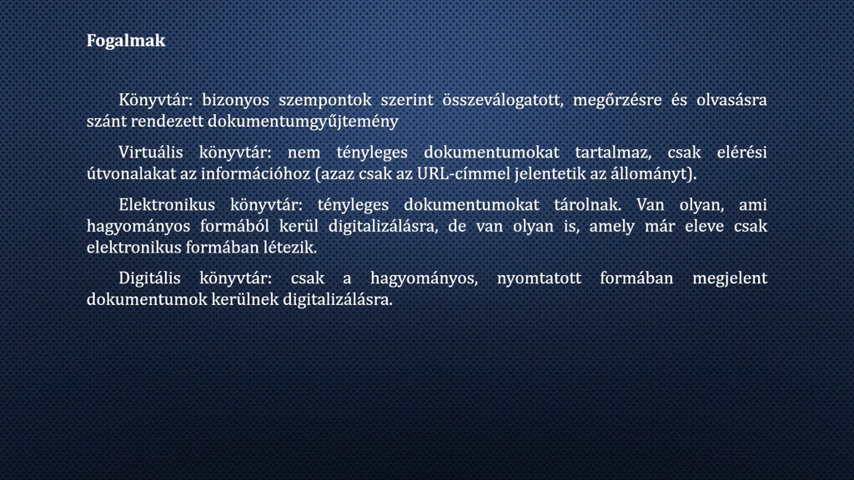 Fogalmak
Könyvtár: bizonyos szempontok szerint összeválogatott, megőrzésre és olvasásra
szánt rendezett dokumentumgyűjtemény
Virtuális könyvtár: nem tényleges dokumentumokat tartalmaz, csak elérési
útvonalakat az információhoz (azaz csak az URL-címmel jelentetik az állományt).
Elektronikus könyvtár: tényleges dokumentumokat tárolnak. Van olyan, ami
hagyományos formából kerül digitalizálásra, de van olyan is, amely már eleve csak
elektronikus formában létezik.
Digitális könyvtár: csak a hagyományos, nyomtatott formában megjelent
dokumentumok kerülnek digitalizálásra.